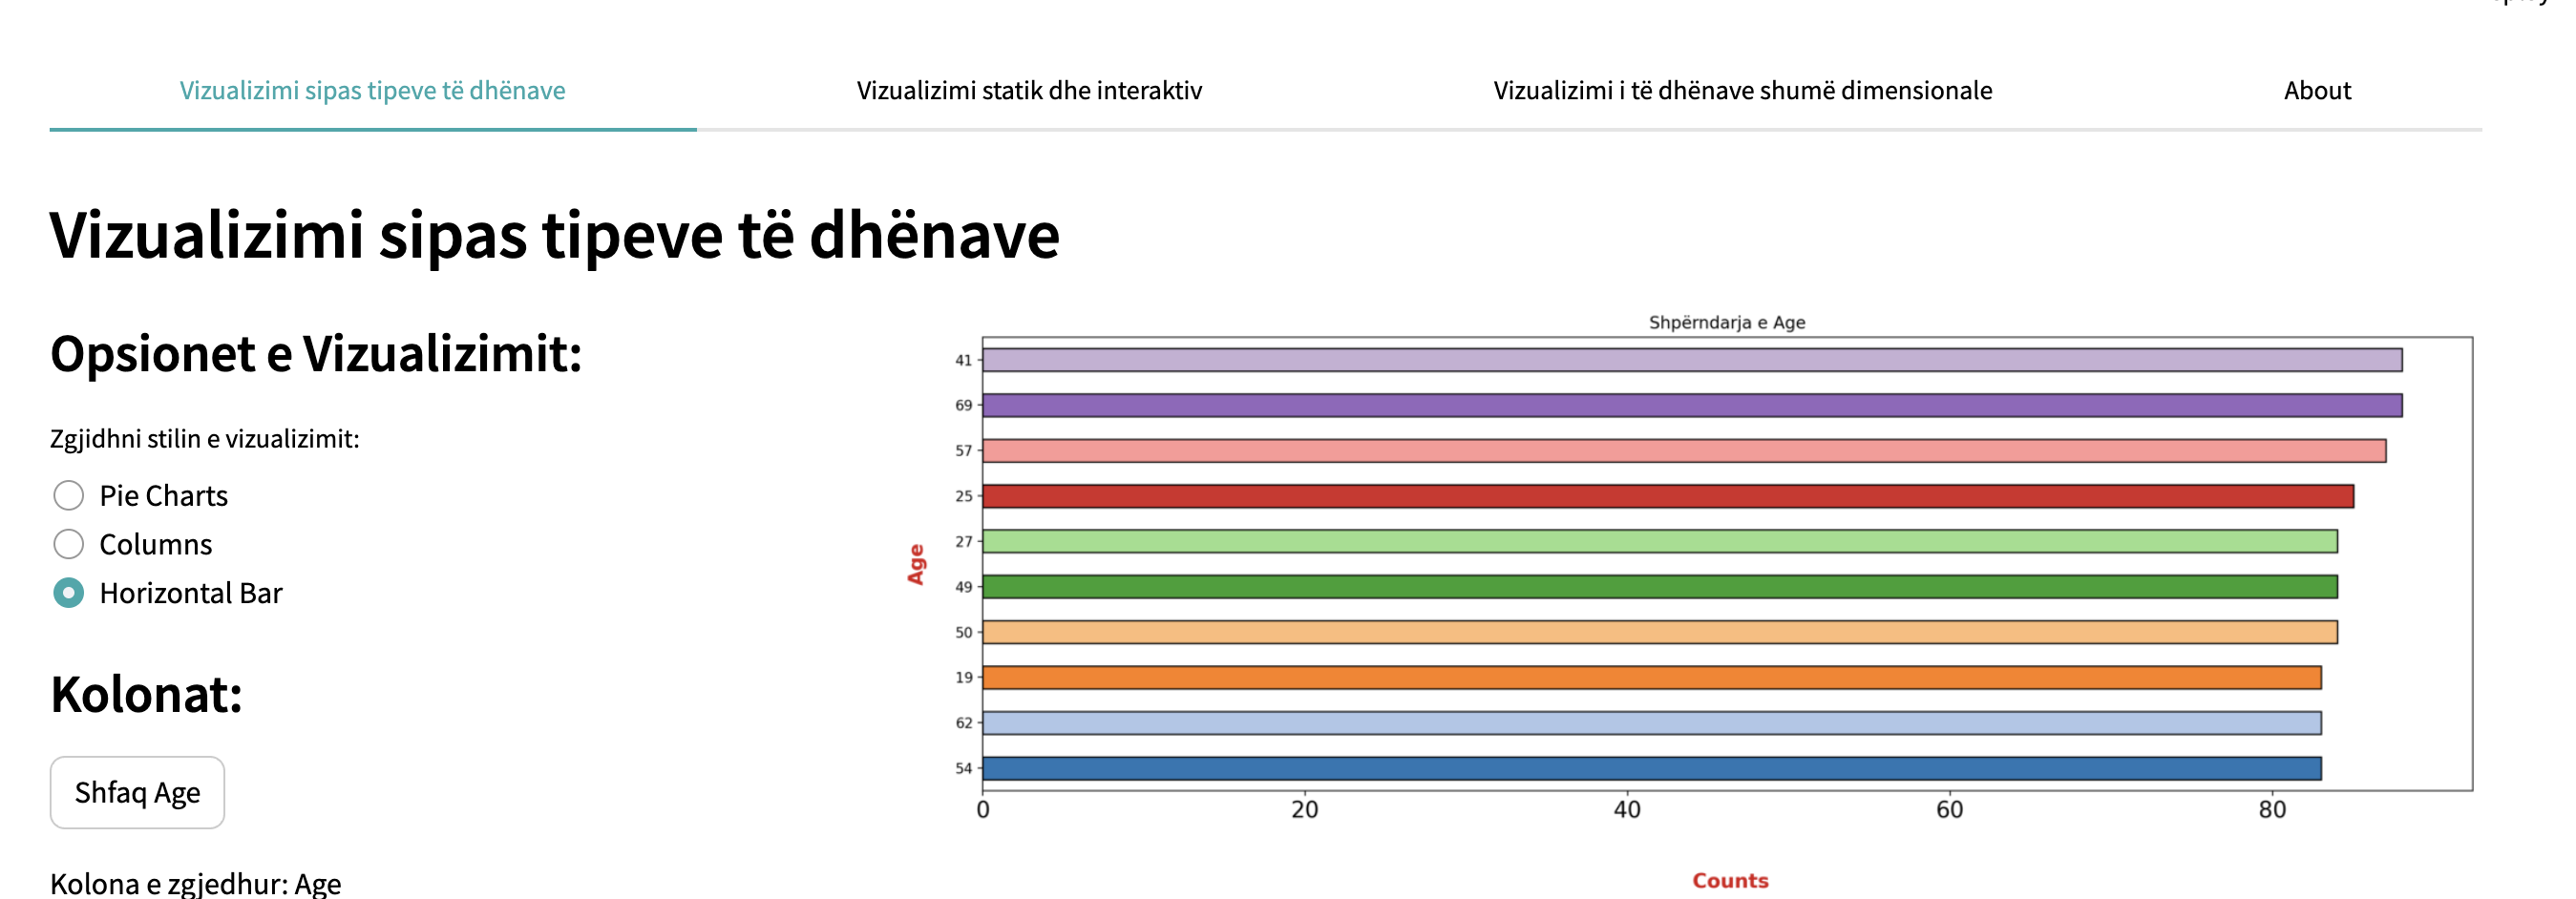 Vizualizimi sipas tipeve të dhënave
Vizualizimi statik dhe interaktiv
Vizualizimi i të dhënave shumë dimensionale
About
Vizualizimi sipas tipeve të dhënave
Opsionet e Vizualizimit:
Zgjidhni stilin e vizualizimit:
Pie Charts
Columns
Horizontal Bar
Kolonat:
Shfaq Age
Kolona e zgjedhur: Age
Shpërndarja e Age
Age
41
69
57
25
27
49
50
19
62
54
0 20 40 60 80
Counts